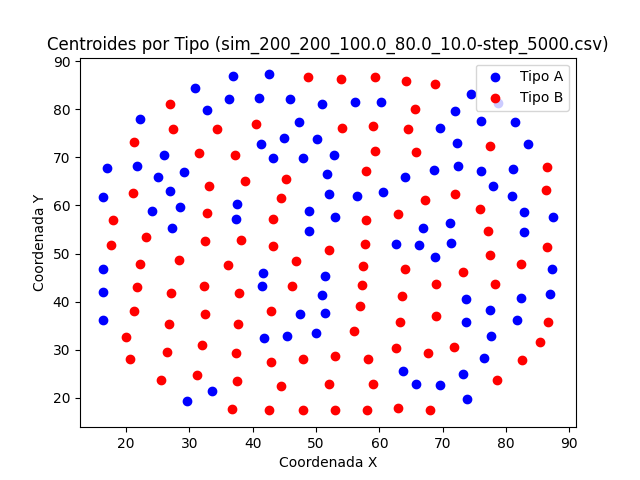 Centroides por Tipo (sim_200_200_100.0_80.0_10.0-step_5000.csv)
Tipo A
Tipo B
90
80
70
60
50
40
30
20
Coordenada Y
20 30 40 50 60 70 80 90
Coordenada X